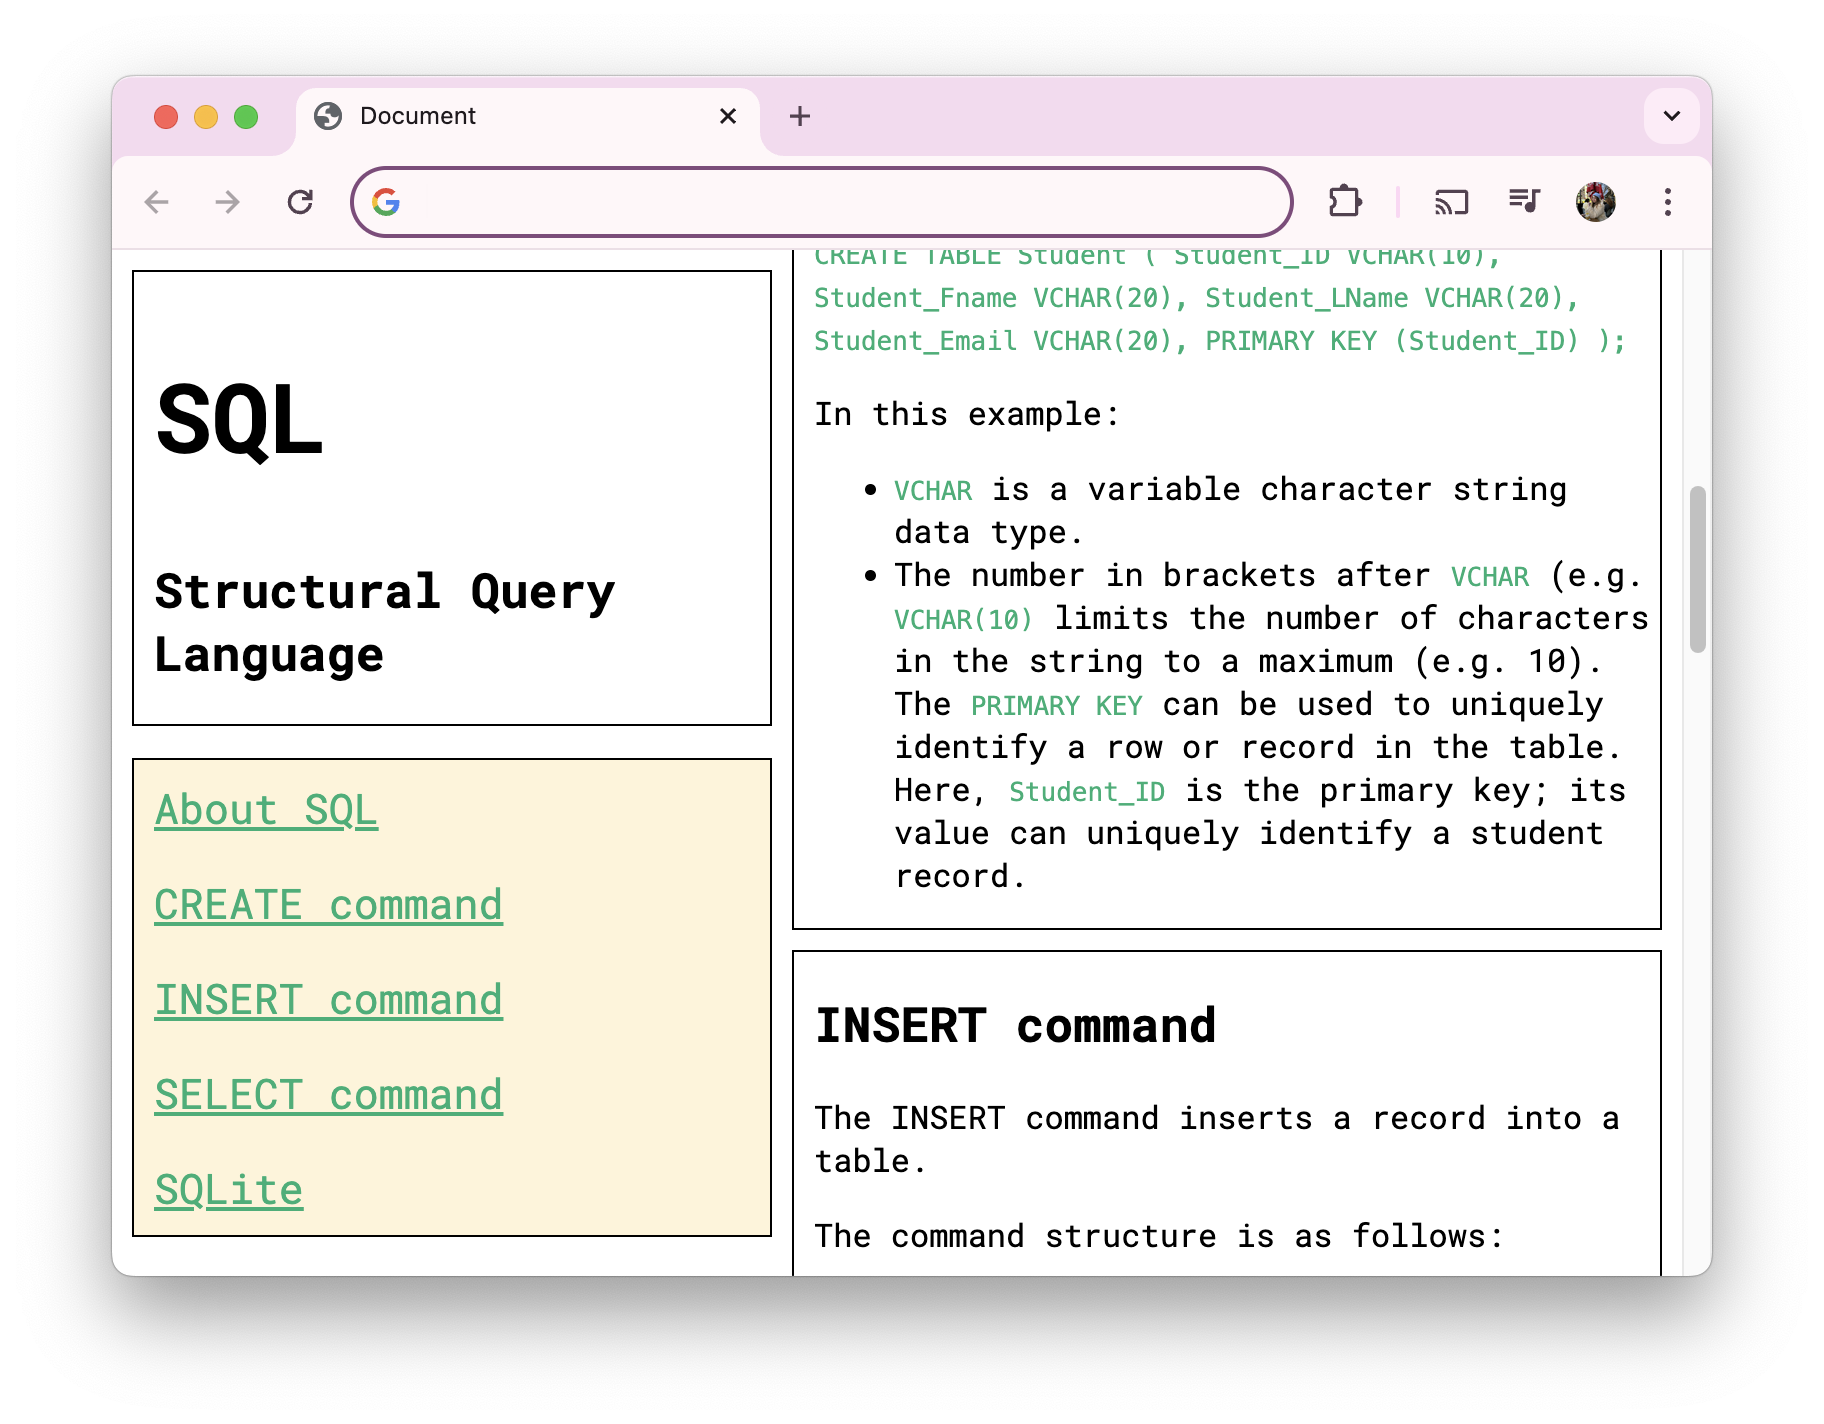 Document
SQL
Structural Query
Language
About SQL
CREATE command
INSERT command
SELECT command
SQLite
CREATE TABLE Student ( Student_ID VCHAR(10),
Student_Fname VCHAR(20), Student_LName VCHAR(20),
Student_Email VCHAR(20), PRIMARY KEY (Student_ID) );
In this example:
VCHAR is a variable character string
data type.
The number in brackets after VCHAR (e.g.
VCHAR(10) limits the number of characters
in the string to a maximum (e.g. 10).
The PRIMARY KEY can be used to uniquely
identify a row or record in the table.
Here, Student_ID is the primary key; its
value can uniquely identify a student
record.
INSERT command
The INSERT command inserts a record into a
table.
The command structure is as follows: